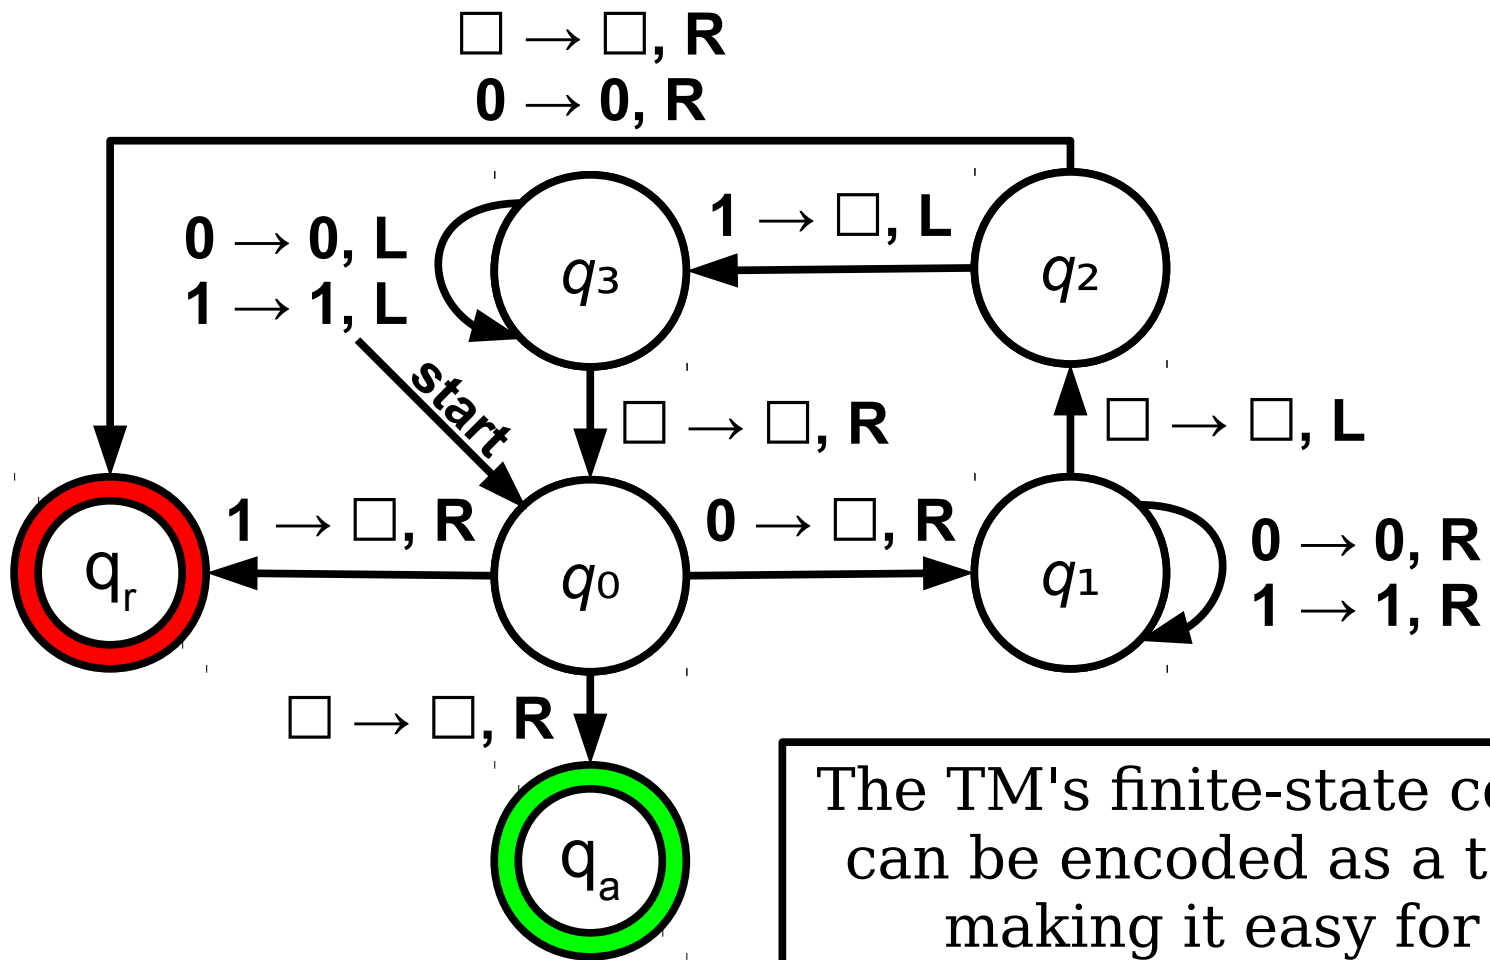 □ → □, R
0 → 0, R
0 → 0, L
1 → 1, L
start
q3
1 → □, L
q2
□ → □, R
□ → □, L
qr
1 → □, R
q0
0 → □, R
q1
0 → 0, R
1 → 1, R
□ → □, R
qa
The TM's finite-state
can be encoded as a
making it easy for